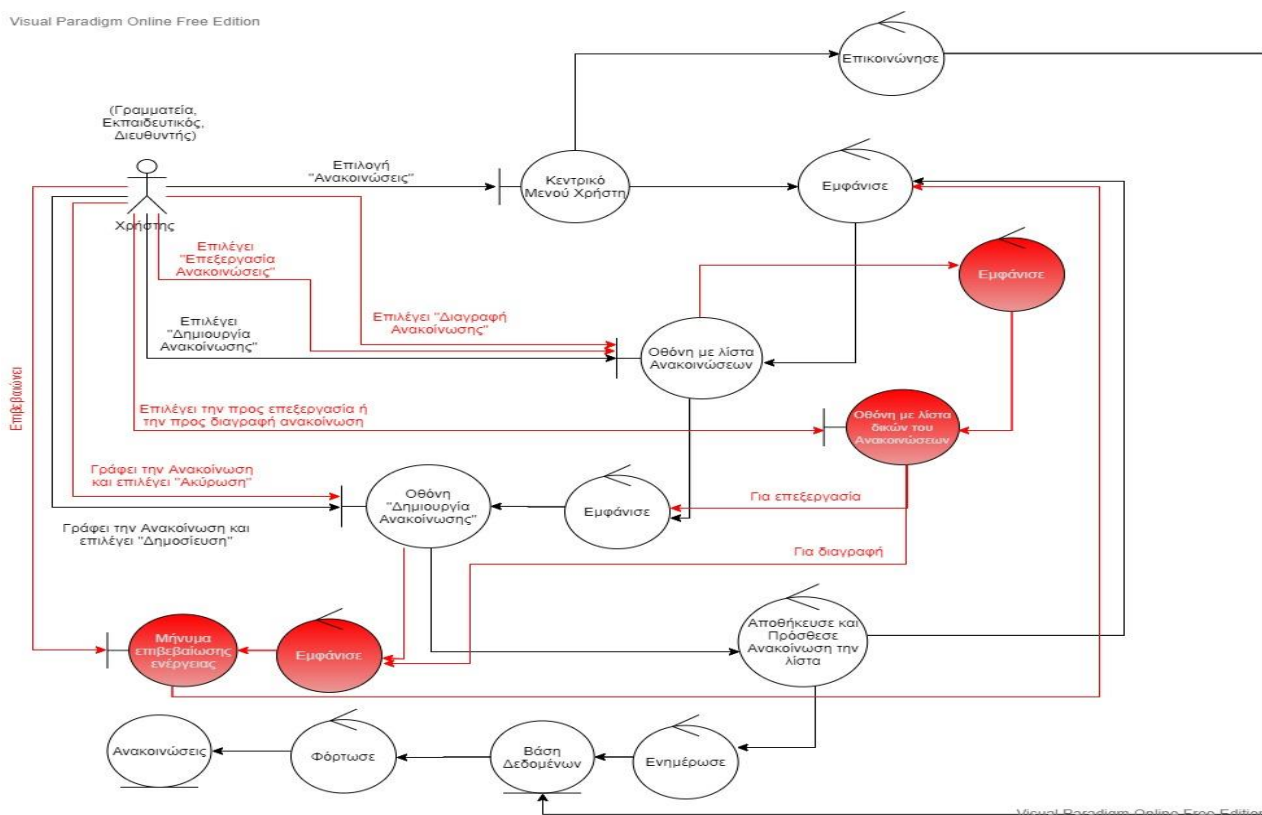 Visual Paradigm Online Free Edition
Επικοινώνησε
(Γραμματεία,
Εκπαιδευτικός,
Διευθυντής)
Επιλογή
"Ανακοινώσεις"
Κεντρικό
Μενού Χρήστη
Εμφάνισε
Χρήστης
Επιλέγει
"Επεξεργασία
Ανακοινώσεις"
Εμφάνισε
Επιλέγει
"Δημιουργία
Ανακοίνωσης"
Επιλέγει "Διαγραφή
Ανακοίνωσης"
Οθόνη με λίστα
Ανακοινώσεων
Επιβεβαιώνει
Επιλέγει την προς επεξεργασία ή
την προς διαγραφή ανακοίνωση
Οθόνη με λίστα
δικών του
Ανακοινώσεων
Γράφει την Ανακοίνωση
και επιλέγει "Ακύρωση"
Οθόνη
"Δημιουργία
Ανακοίνωσης"
Εμφάνισε
Για επεξεργασία
Γράφει την Ανακοίνωση και
επιλέγει "Δημοσίευση"
Για διαγραφή
Μήνυμα
επιβεβαίωσης
ενέργειας
Εμφάνισε
Αποθήκευσε και
Πρόσθεσε
Ανακοίνωση την
λίστα
Ανακοινώσεις
Φόρτωσε
Βάση
Δεδομένων
Ενημέρωσε
Visual Paradigm Online Free Edition